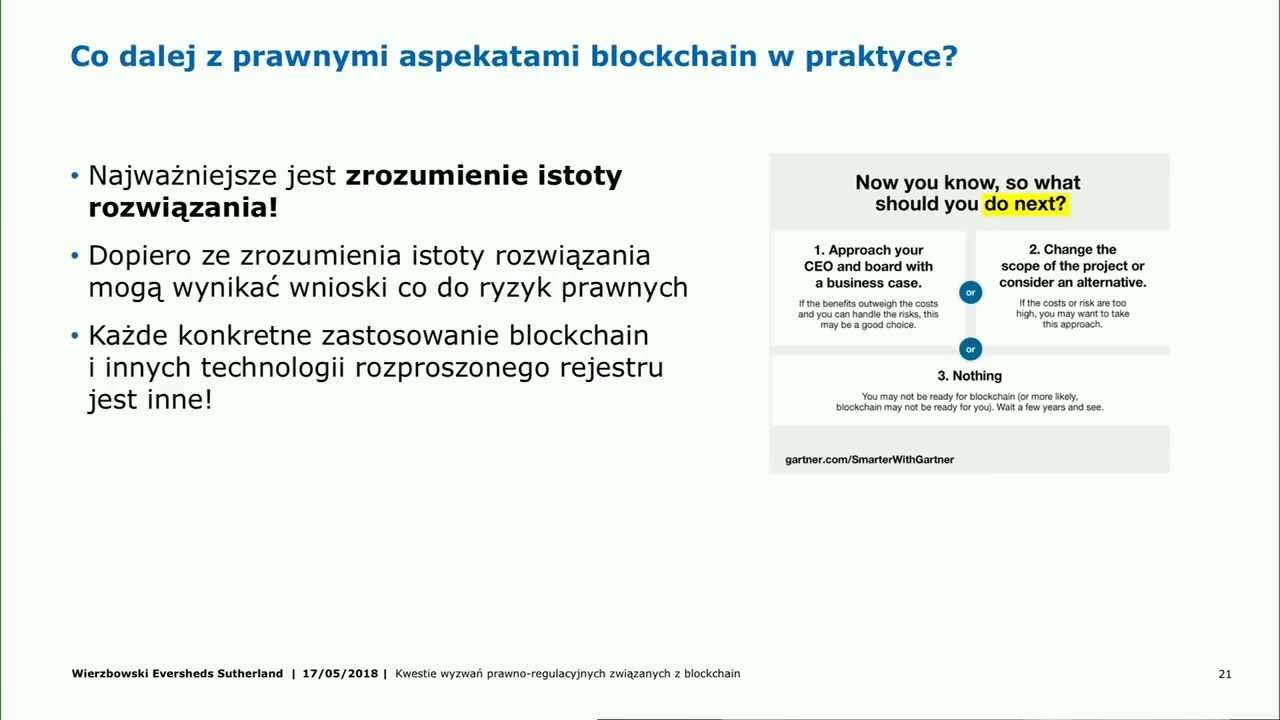 Co dalej z prawnymi aspekatami blockchain w praktyce?
• Najważniejsze jest zrozumienie istoty
rozwiązania!
• Dopiero ze zrozumienia istoty rozwiązania
mogą wynikać wnioski co do ryzyk prawnych
• Każde konkretne zastosowanie blockchain
i innych technologii rozproszonego rejestru
jest inne!
Now you know, so what
should you do next?
1. Approach your
CEO and board with
a business case.
If the benefits outweigh the costs
and you can handle the risks, this
may be a good choice.
or
2. Change the
scope of the project or
consider an alternative.
If the costs or risk are too
high, you may want to take
this approach.
or
3. Nothing
You may not be ready for blockchain (or more likely,
blockchain may not be ready for you). Wait a few years and see.
gartner.com/SmarterWithGartner
Wierzbowski Eversheds Sutherland | 17/05/2018 | Kwestie wyzwań prawno-regulacyjnych związanych z blockchain
21